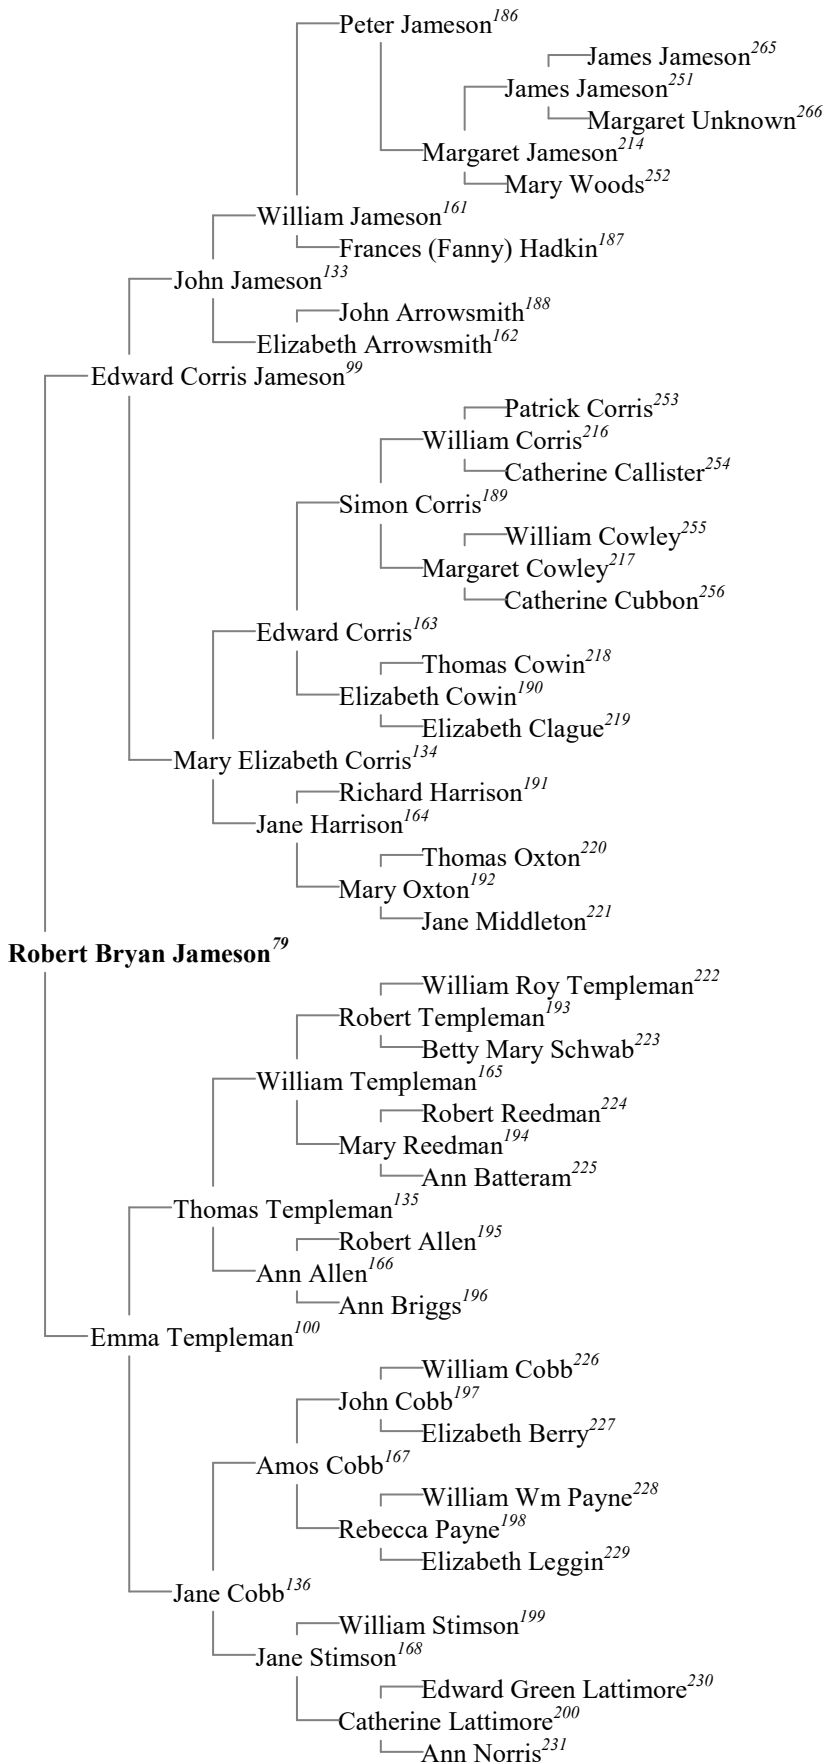 Peter Jameson186
James Jameson265
James Jameson251
Margaret Unknown266
Margaret Jameson214
Mary Woods252
William Jameson161
Frances (Fanny) Hadkin187
John Jameson133
John Arrowsmith188
Elizabeth Arrowsmith162
Edward Corris Jameson99
Patrick Corris253
William Corris216
Catherine Callister254
Simon Corris189
William Cowley255
Margaret Cowley217
Catherine Cubbon256
Edward Corris163
Thomas Cowin218
Elizabeth Cowin190
Elizabeth Clague219
Mary Elizabeth Corris134
Richard Harrison191
Jane Harrison164
Thomas Oxton220
Mary Oxton192
Jane Middleton221
Robert Bryan Jameson79
William Roy Templeman222
Robert Templeman193
Betty Mary Schwab223
William Templeman165
Robert Reedman224
Mary Reedman194
Ann Batteram225
Thomas Templeman135
Robert Allen195
Ann Allen166
Ann Briggs196
Emma Templeman100
William Cobb226
John Cobb197
Elizabeth Berry227
Amos Cobb167
William Wm Payne228
Rebecca Payne198
Elizabeth Leggin229
Jane Cobb136
William Stimson199
Jane Stimson168
Edward Green Lattimore230
Catherine Lattimore200
Ann Norris231